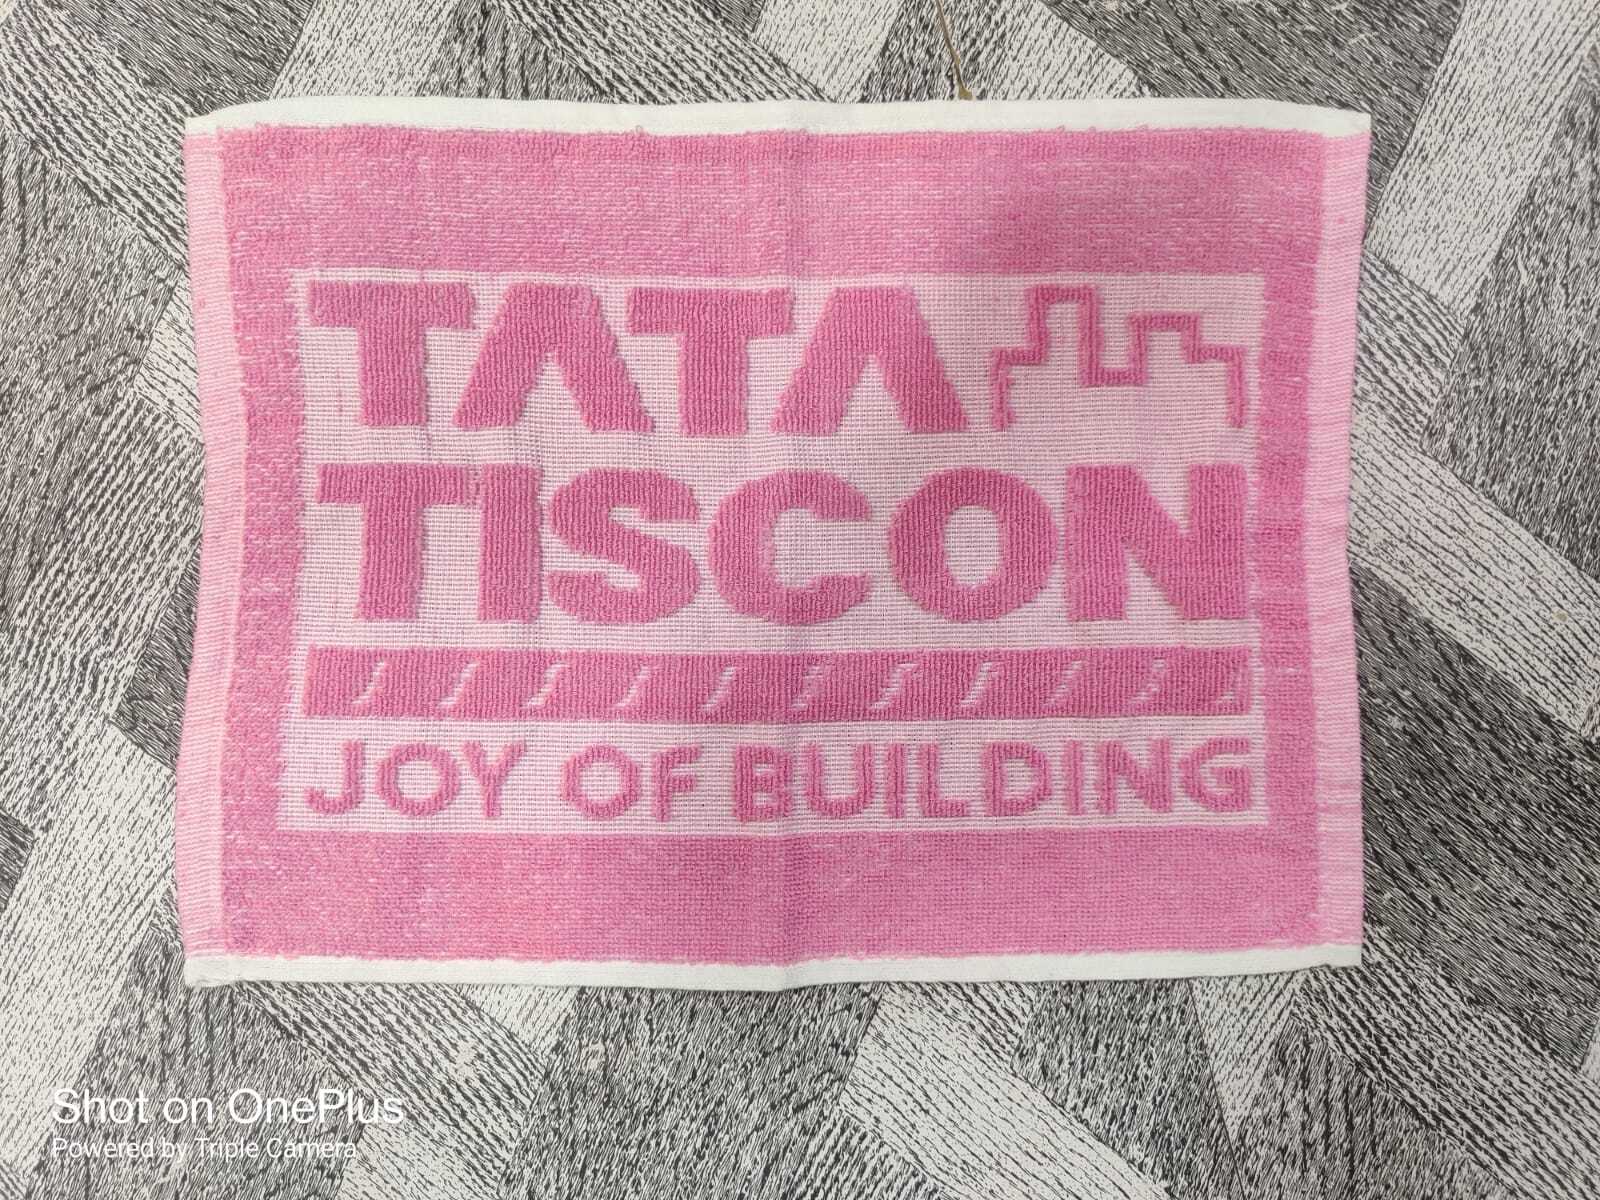 TATA
TISCON
JOY OF BUILDING
Shot on OnePlus
Powered by Triple Camera